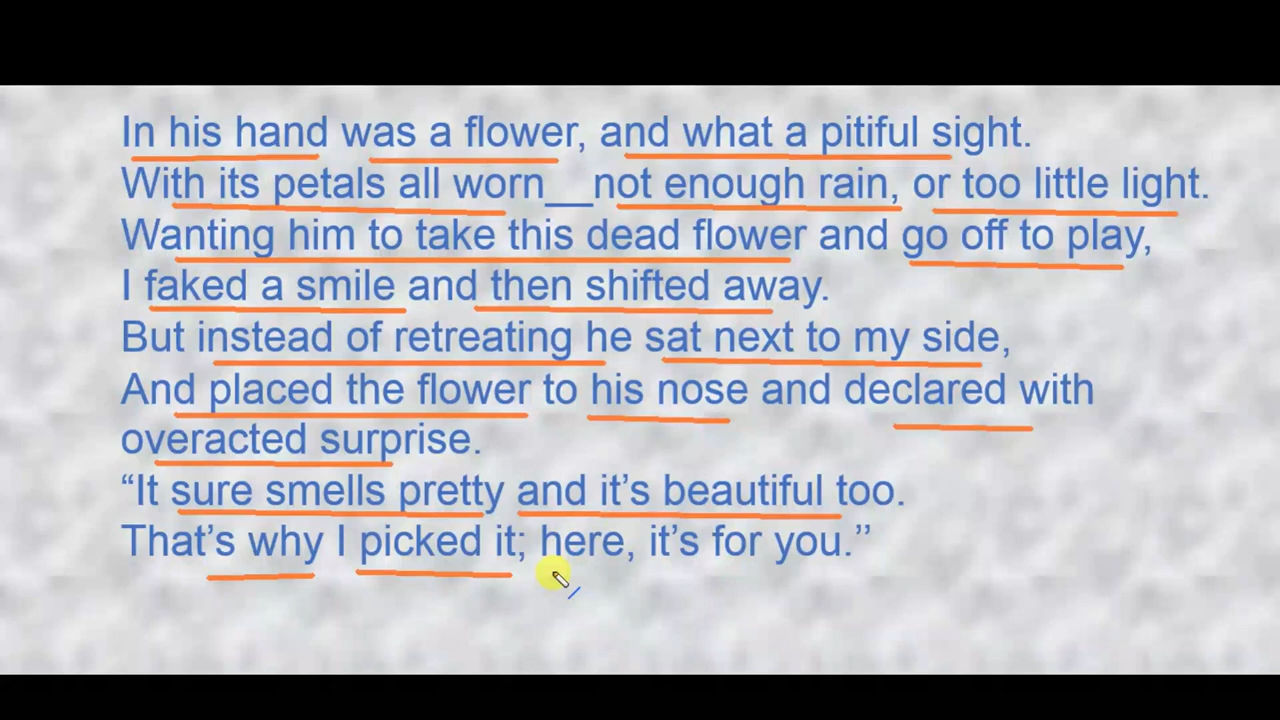 In his hand was a flower, and what a pitiful sight.
With its petals all worn__not enough rain, or too little light.
Wanting him to take this dead flower and go off to play,
I faked a smile and then shifted away.
But instead of retreating he sat next to my side,
And placed the flower to his nose and declared with
overacted surprise.
“It sure smells pretty and it’s beautiful too.
That’s why I picked it; here, it’s for you.’’